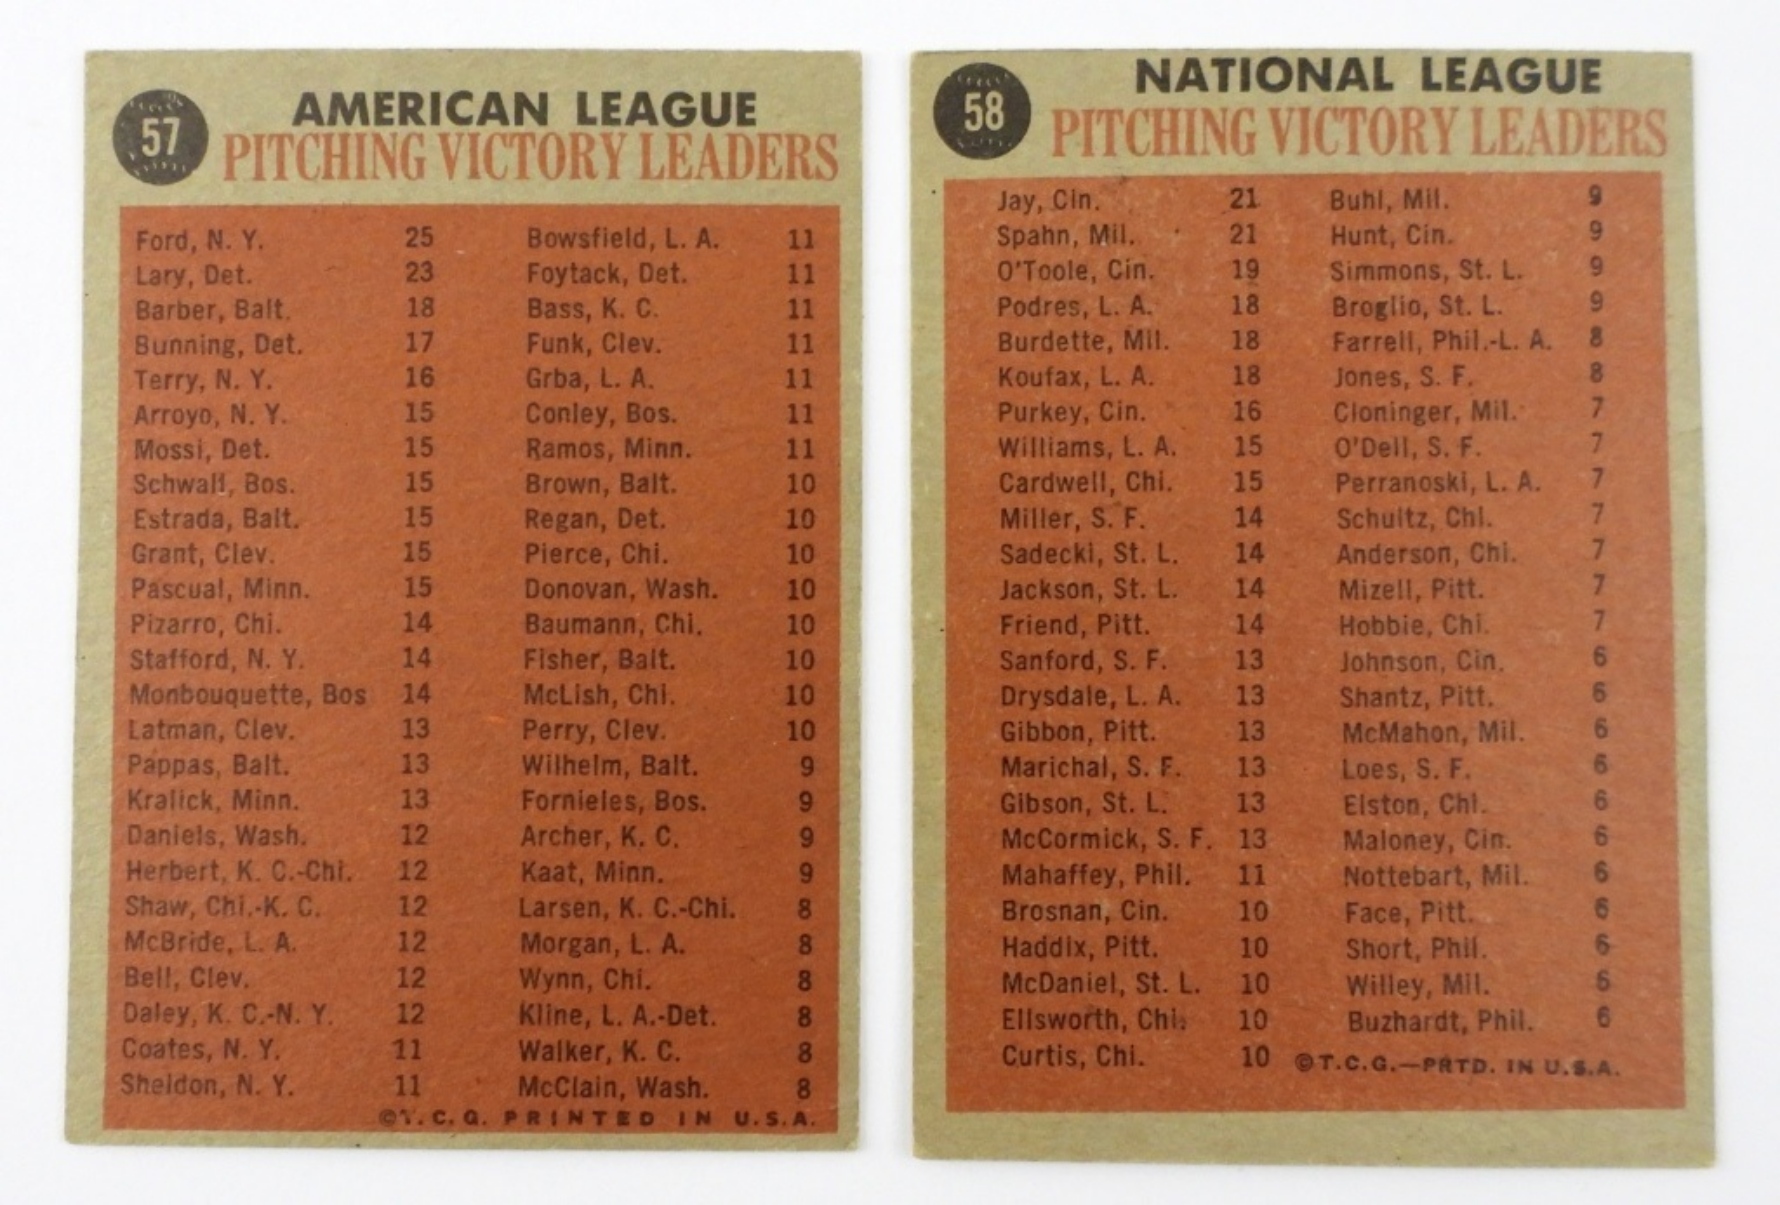 57
AMERICAN LEAGUE
PITCHING VICTORY LEADERS
Ford, N. Y. 25
Lary, Det. 23
Barber, Balt. 18
Bunning, Det. 17
Terry, N. Y. 16
Arroyo, N. Y. 15
Mossi, Det. 15
Schwall, Bos. 15
Estrada, Balt. 15
Grant, Clev. 15
Pascual, Minn. 15
Pizarro, Chi. 14
Stafford, N. Y. 14
Monbouquette, Bos 14
Latman, Clev. 13
Pappas, Balt. 13
Kralick, Minn. 13
Daniels, Wash. 12
Herbert, K. C.-Chi. 12
Shaw, Chi.-K. C. 12
McBride, L. A. 12
Bell, Clev. 12
Daley, K. C.-N. Y. 12
Coates, N. Y. 11
Sheldon, N. Y. 11
Bowsfield, L. A. 11
Foytack, Det. 11
Bass, K. C. 11
Funk, Clev. 11
Grba, L. A. 11
Conley, Bos. 11
Ramos, Minn. 11
Brown, Balt. 10
Regan, Det. 10
Pierce, Chi. 10
Donovan, Wash. 10
Baumann, Chi. 10
Fisher, Balt. 10
McLish, Chi. 10
Perry, Clev. 10
Wilhelm, Balt. 9
Fornieles, Bos. 9
Archer, K. C. 9
Kaat, Minn. 9
Larsen, K. C.-Chi. 8
Morgan, L. A. 8
Wynn, Chi. 8
Kline, L. A.-Det. 8
Walker, K. C. 8
McClain, Wash. 8
©T.C.G. PRINTED IN U.S.A.
58
NATIONAL LEAGUE
PITCHING VICTORY LEADERS
Jay, Cin. 21
Spahn, Mil. 21
O'Toole, Cin. 19
Podres, L. A. 18
Burdette, Mil. 18
Koufax, L. A. 18
Purkey, Cin. 16
Williams, L. A. 15
Cardwell, Chi. 15
Miller, S. F. 14
Sadecki, St. L. 14
Jackson, St. L. 14
Friend, Pitt. 14
Sanford, S. F. 13
Drysdale, L. A. 13
Gibbon, Pitt. 13
Marichal, S. F. 13
Gibson, St. L. 13
McCormick, S. F. 13
Mahaffey, Phil. 11
Brosnan, Cin. 10
Haddix, Pitt. 10
McDaniel, St. L. 10
Ellsworth, Chi. 10
Curtis, Chi. 10
Buhl, Mil. 9
Hunt, Cin. 9
Simmons, St. L. 9
Broglio, St. L. 9
Farrell, Phil.-L. A. 8
Jones, S. F. 8
Cloninger, Mil. 7
O'Dell, S. F. 7
Perranoski, L. A. 7
Schultz, Chi. 7
Anderson, Chi. 7
Mizell, Pitt. 7
Hobbie, Chi. 7
Johnson, Cin. 6
Shantz, Pitt. 6
McMahon, Mil. 6
Loes, S. F. 6
Elston, Chi. 6
Maloney, Cin. 6
Nottebart, Mil. 6
Face, Pitt. 6
Short, Phil. 6
Willey, Mil. 6
Buzhardt, Phil. 6
©T.C.G.—PRTD. IN U.S.A.